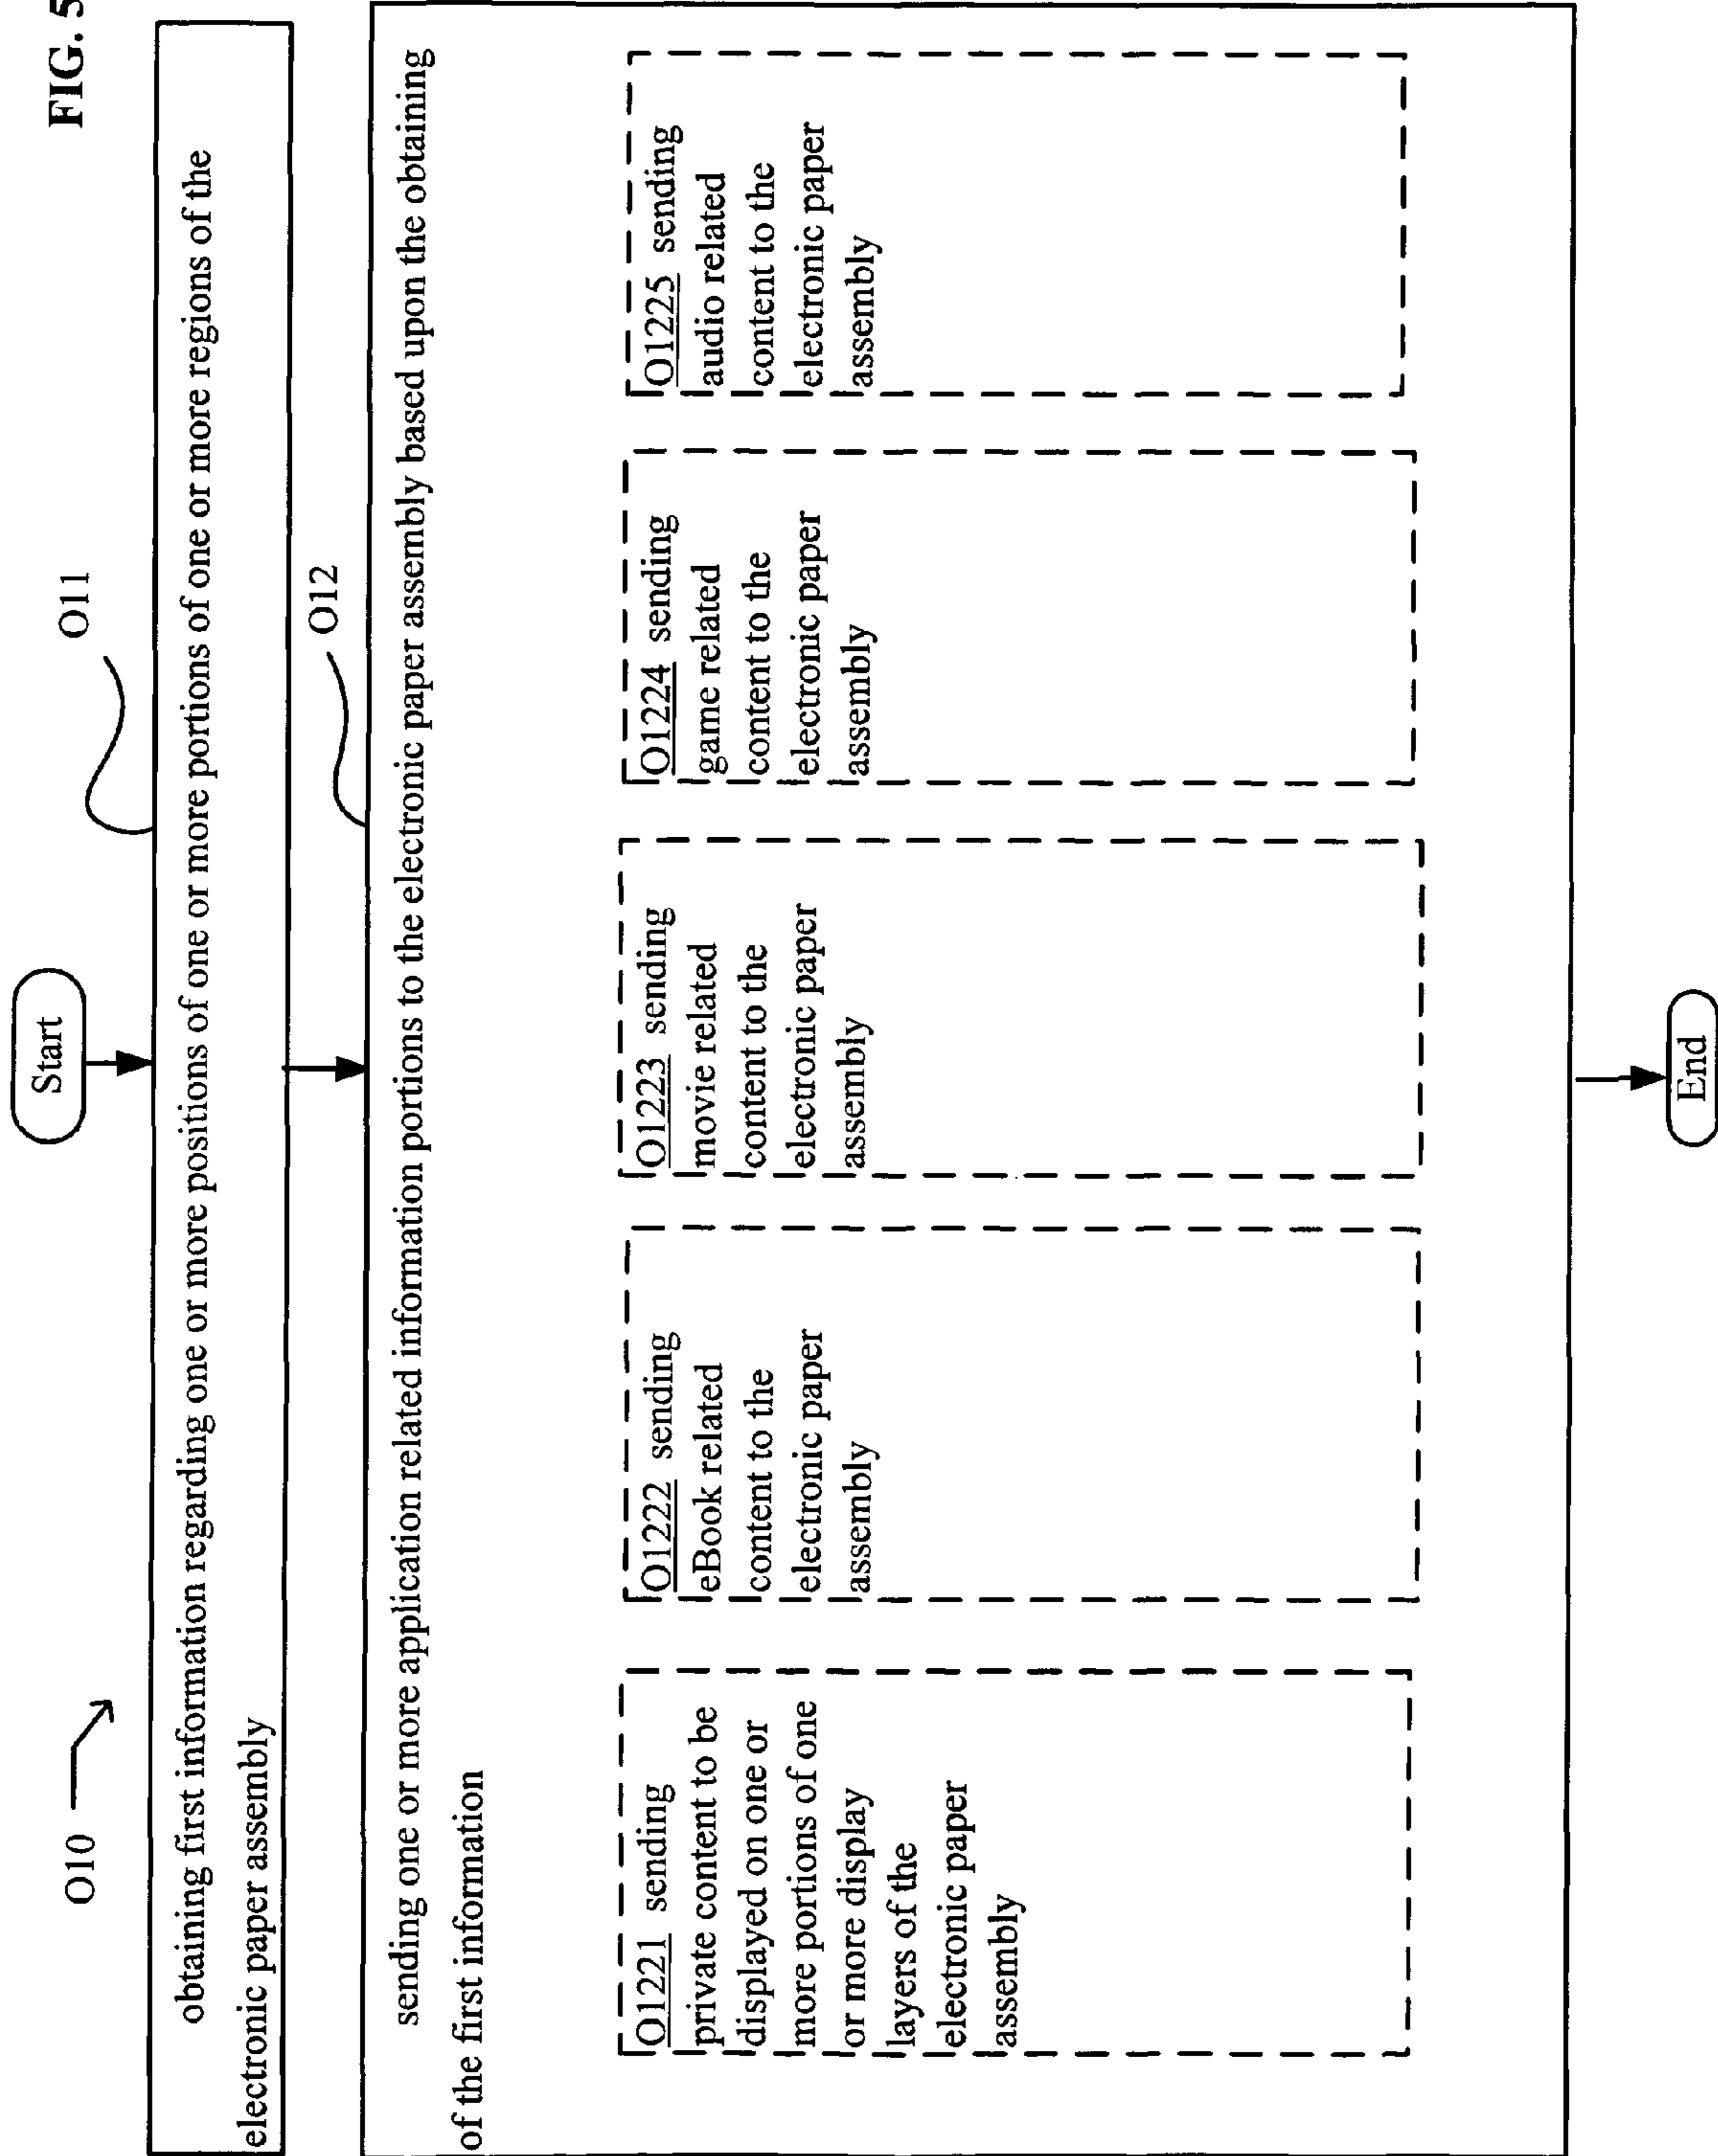 FIG. 5
O10
Start
O11
obtaining first information regarding one or more positions of one or more portions of one or more regions of the
electronic paper assembly
O12
sending one or more application related information portions to the electronic paper assembly based upon the obtaining
of the first information
O1221 sending
private content to be
displayed on one or
more portions of one
or more display
layers of the
electronic paper
assembly
O1222 sending
eBook related
content to the
electronic paper
assembly
O1223 sending
movie related
content to the
electronic paper
assembly
O1224 sending
game related
content to the
electronic paper
assembly
O1225 sending
audio related
content to the
electronic paper
assembly
End